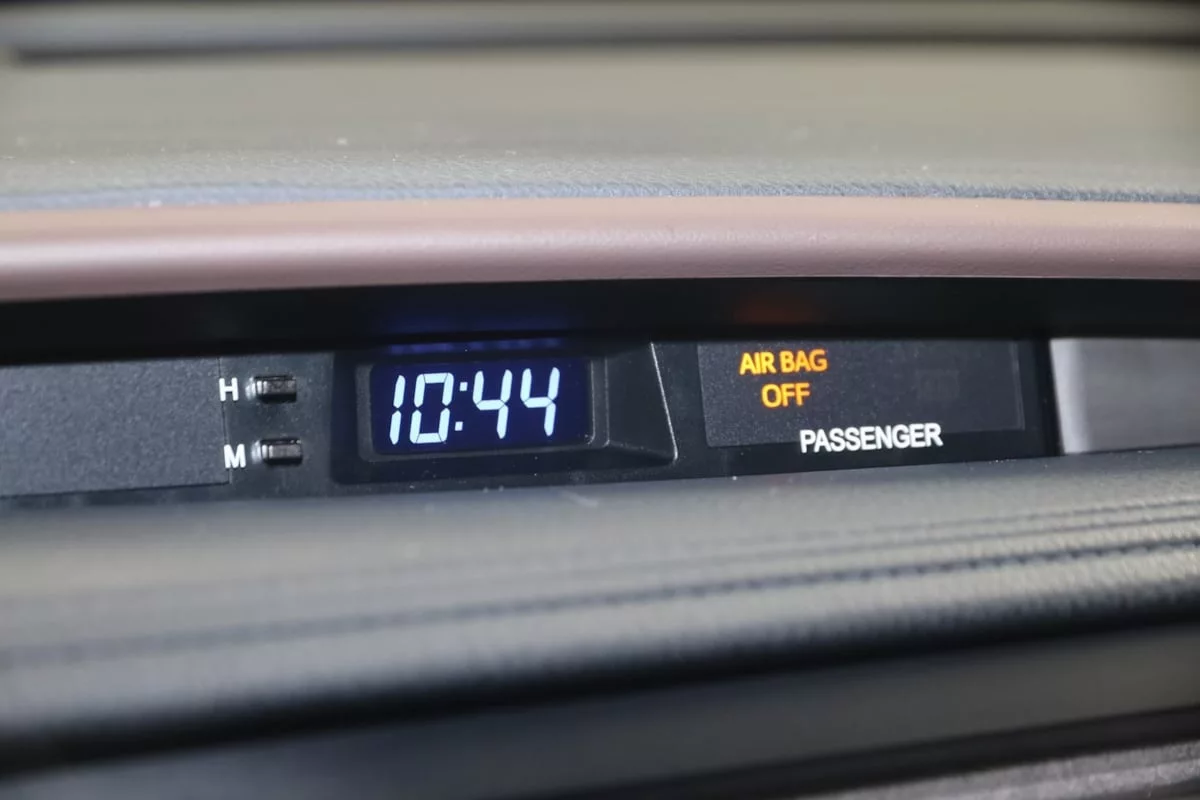 H
M
10:44
AIR BAG
OFF
PASSENGER